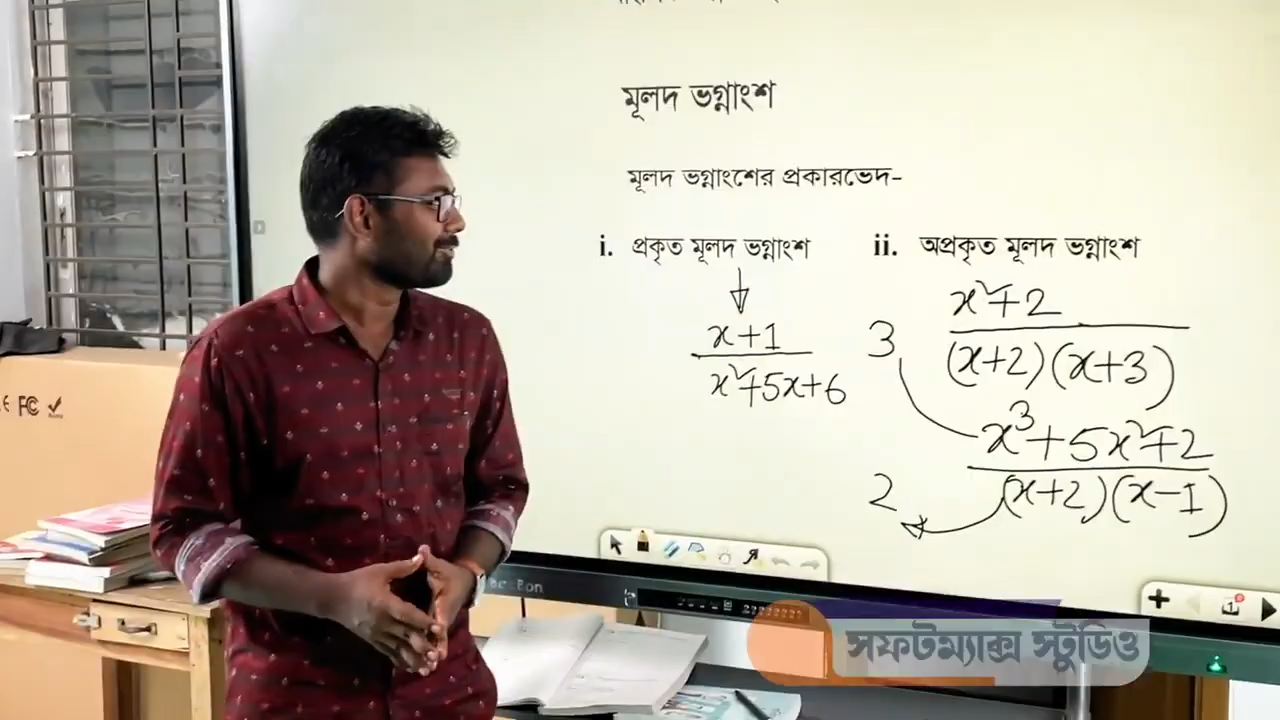 মূলদ ভগ্নাংশ
মূলদ ভগ্নাংশের প্রকারভেদ-
i. প্রকৃত মূলদ ভগ্নাংশ
x+1
x²+5x+6
ii. অপ্রকৃত মূলদ ভগ্নাংশ
x²+2
(x+2)(x+3)
3
x³+5x²+2
(x+2)(x-1)
2
FC
সফটম্যাক্স স্টুডিও